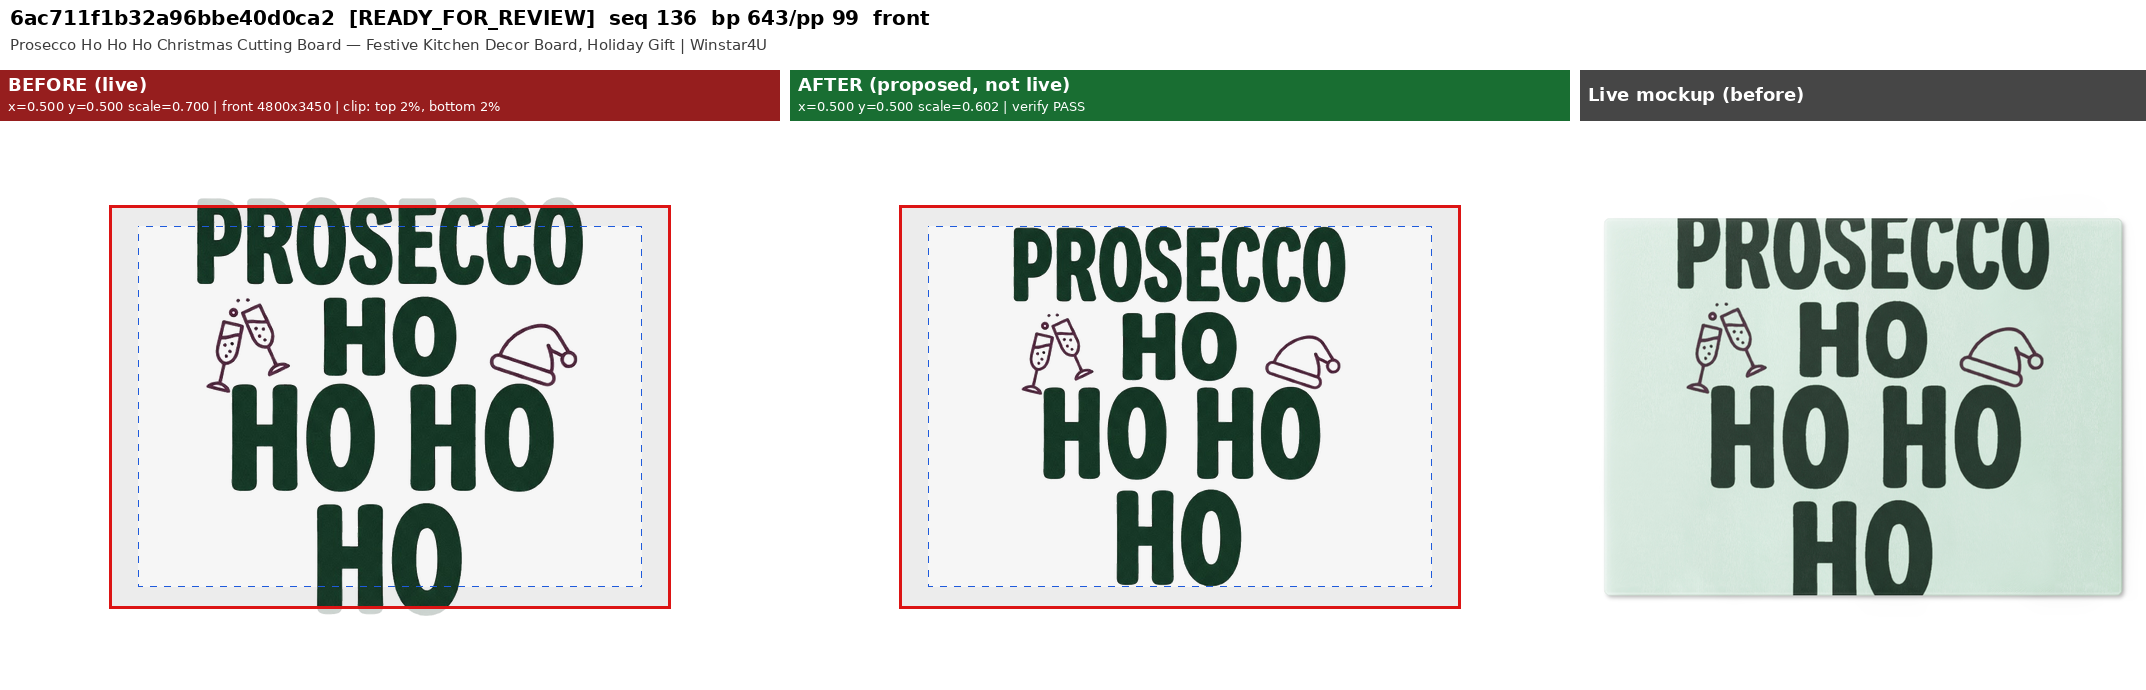 6ac711f1b32a96bbe40d0ca2 [READY_FOR_REVIEW] seq 136 bp 643/pp 99 front
Prosecco Ho Ho Ho Christmas Cutting Board — Festive Kitchen Decor Board, Holiday Gift | Winstar4U
BEFORE (live)
x=0.500 y=0.500 scale=0.700 | front 4800x3450 | clip: top 2%, bottom 2%
PROSECCO
HO
HO HO
HO
AFTER (proposed, not live)
x=0.500 y=0.500 scale=0.602 | verify PASS
PROSECCO
HO
HO HO
HO
Live mockup (before)
PROSECCO
HO
HO HO
HO